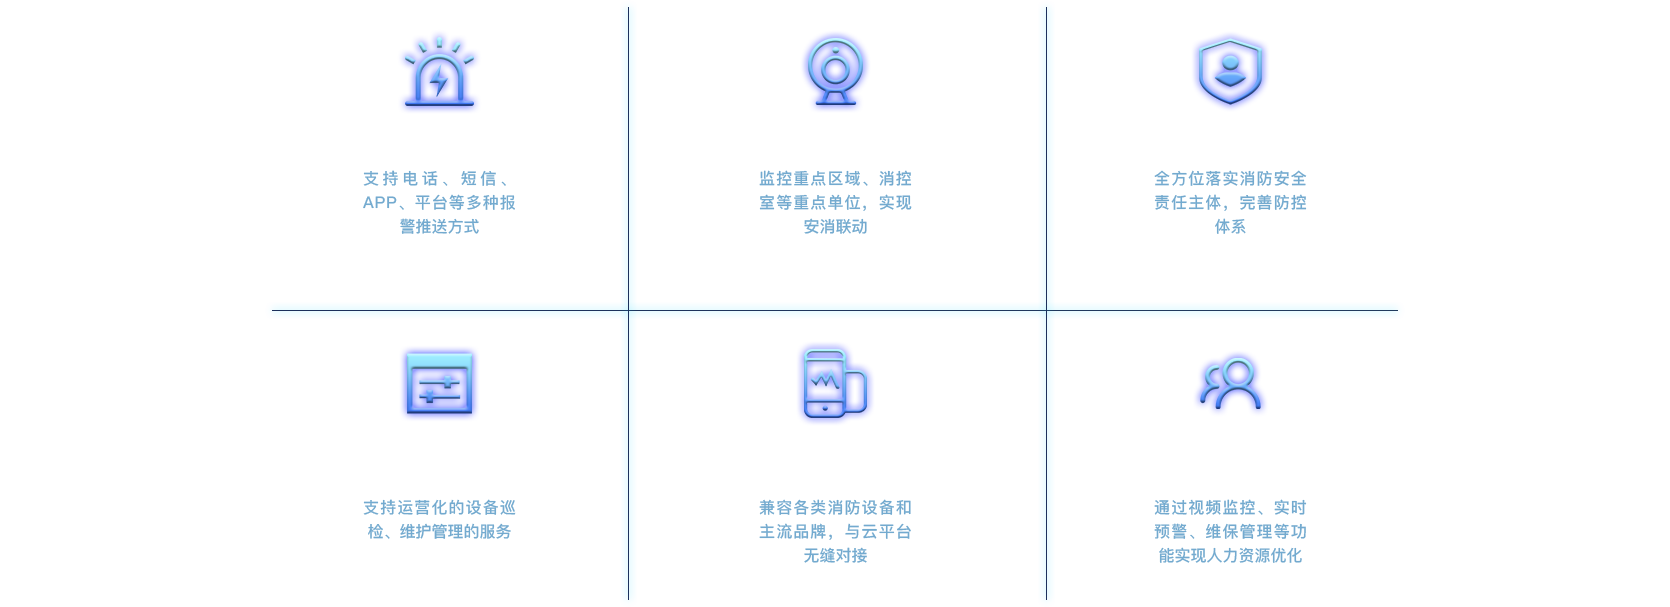 支持电话、短信、
APP、平台等多种报
警推送方式
监控重点区域、消控
室等重点单位，实现
安消联动
全方位落实消防安全
责任主体，完善防控
体系
支持运营化的设备巡
检、维护管理的服务
兼容各类消防设备和
主流品牌，与云平台
无缝对接
通过视频监控、实时
预警、维保管理等功
能实现人力资源优化